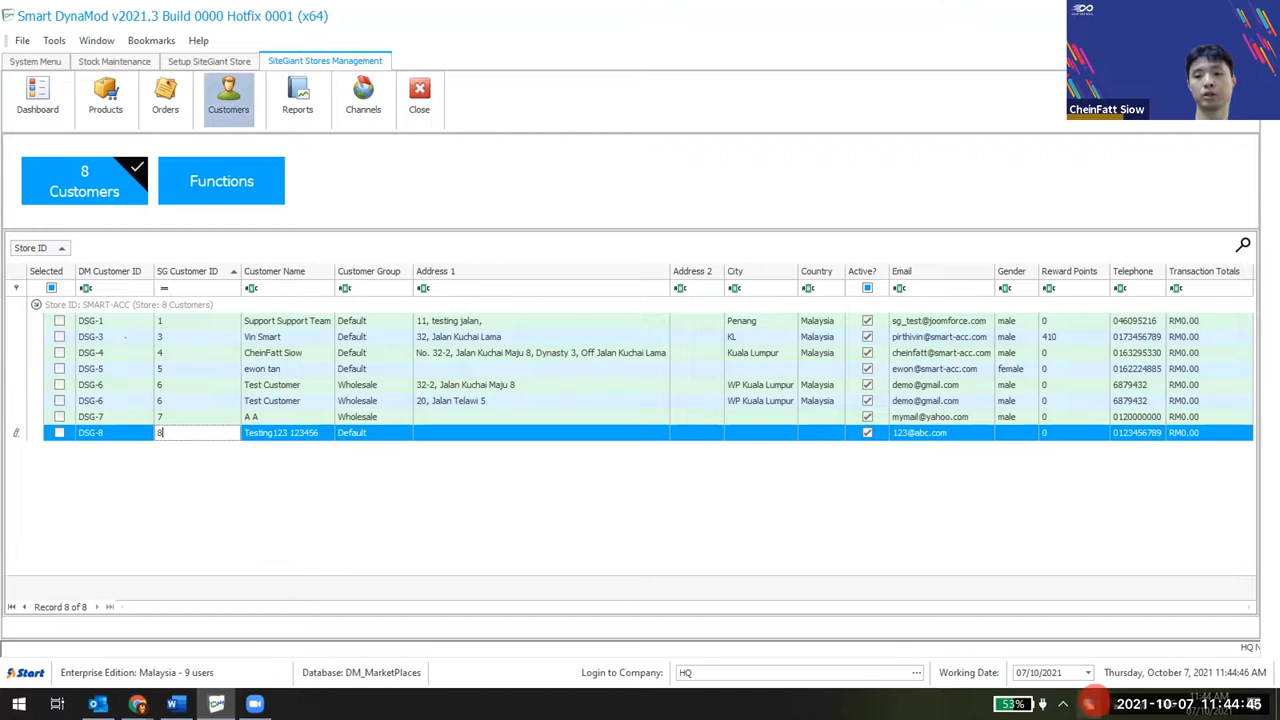 Smart DynaMod v2021.3 Build 0000 Hotfix 0001 (x64)
File Tools Window Bookmarks Help
System Menu Stock Maintenance Setup SiteGiant Store SiteGiant Stores Management
Dashboard Products Orders Customers Reports Channels Close
CheinFatt Siow
8
Customers
Functions
Store ID
Selected DM Customer ID SG Customer ID Customer Name Customer Group Address 1 Address 2 City Country Active? Email Gender Reward Points Telephone Transaction Totals
Store ID: SMART-ACC (Store: 8 Customers)
DSG-1 1 Support Support Team Default 11, testing jalan, Penang Malaysia sg_test@joomforce.com male 0 046095216 RM0.00
DSG-3 3 Vin Smart Default 32, Jalan Kuchai Lama KL Malaysia pirthivin@smart-acc.com male 410 0173456789 RM0.00
DSG-4 4 CheinFatt Siow Default No. 32-2, Jalan Kuchai Maju 8, Dynasty 3, Off Jalan Kuchai Lama Kuala Lumpur Malaysia cheinfatt@smart-acc.com male 0 0163295330 RM0.00
DSG-5 5 ewon tan Default ewon@smart-acc.com female 0 0162224885 RM0.00
DSG-6 6 Test Customer Wholesale 32-2, Jalan Kuchai Maju 8 WP Kuala Lumpur Malaysia demo@gmail.com male 0 6879432 RM0.00
DSG-6 6 Test Customer Wholesale 20, Jalan Telawi 5 WP Kuala Lumpur Malaysia demo@gmail.com male 0 6879432 RM0.00
DSG-7 7 A A Wholesale mymail@yahoo.com male 0 0120000000 RM0.00
DSG-8 8 Testing123 123456 Default 123@abc.com 0 0123456789 RM0.00
Record 8 of 8
HQ N
Start Enterprise Edition: Malaysia - 9 users Database: DM_MarketPlaces Login to Company: HQ Working Date: 07/10/2021 Thursday, October 7, 2021 11:44:46 AM
53% 11:44 AM
2021-10-07 11:44:45
07/10/2021